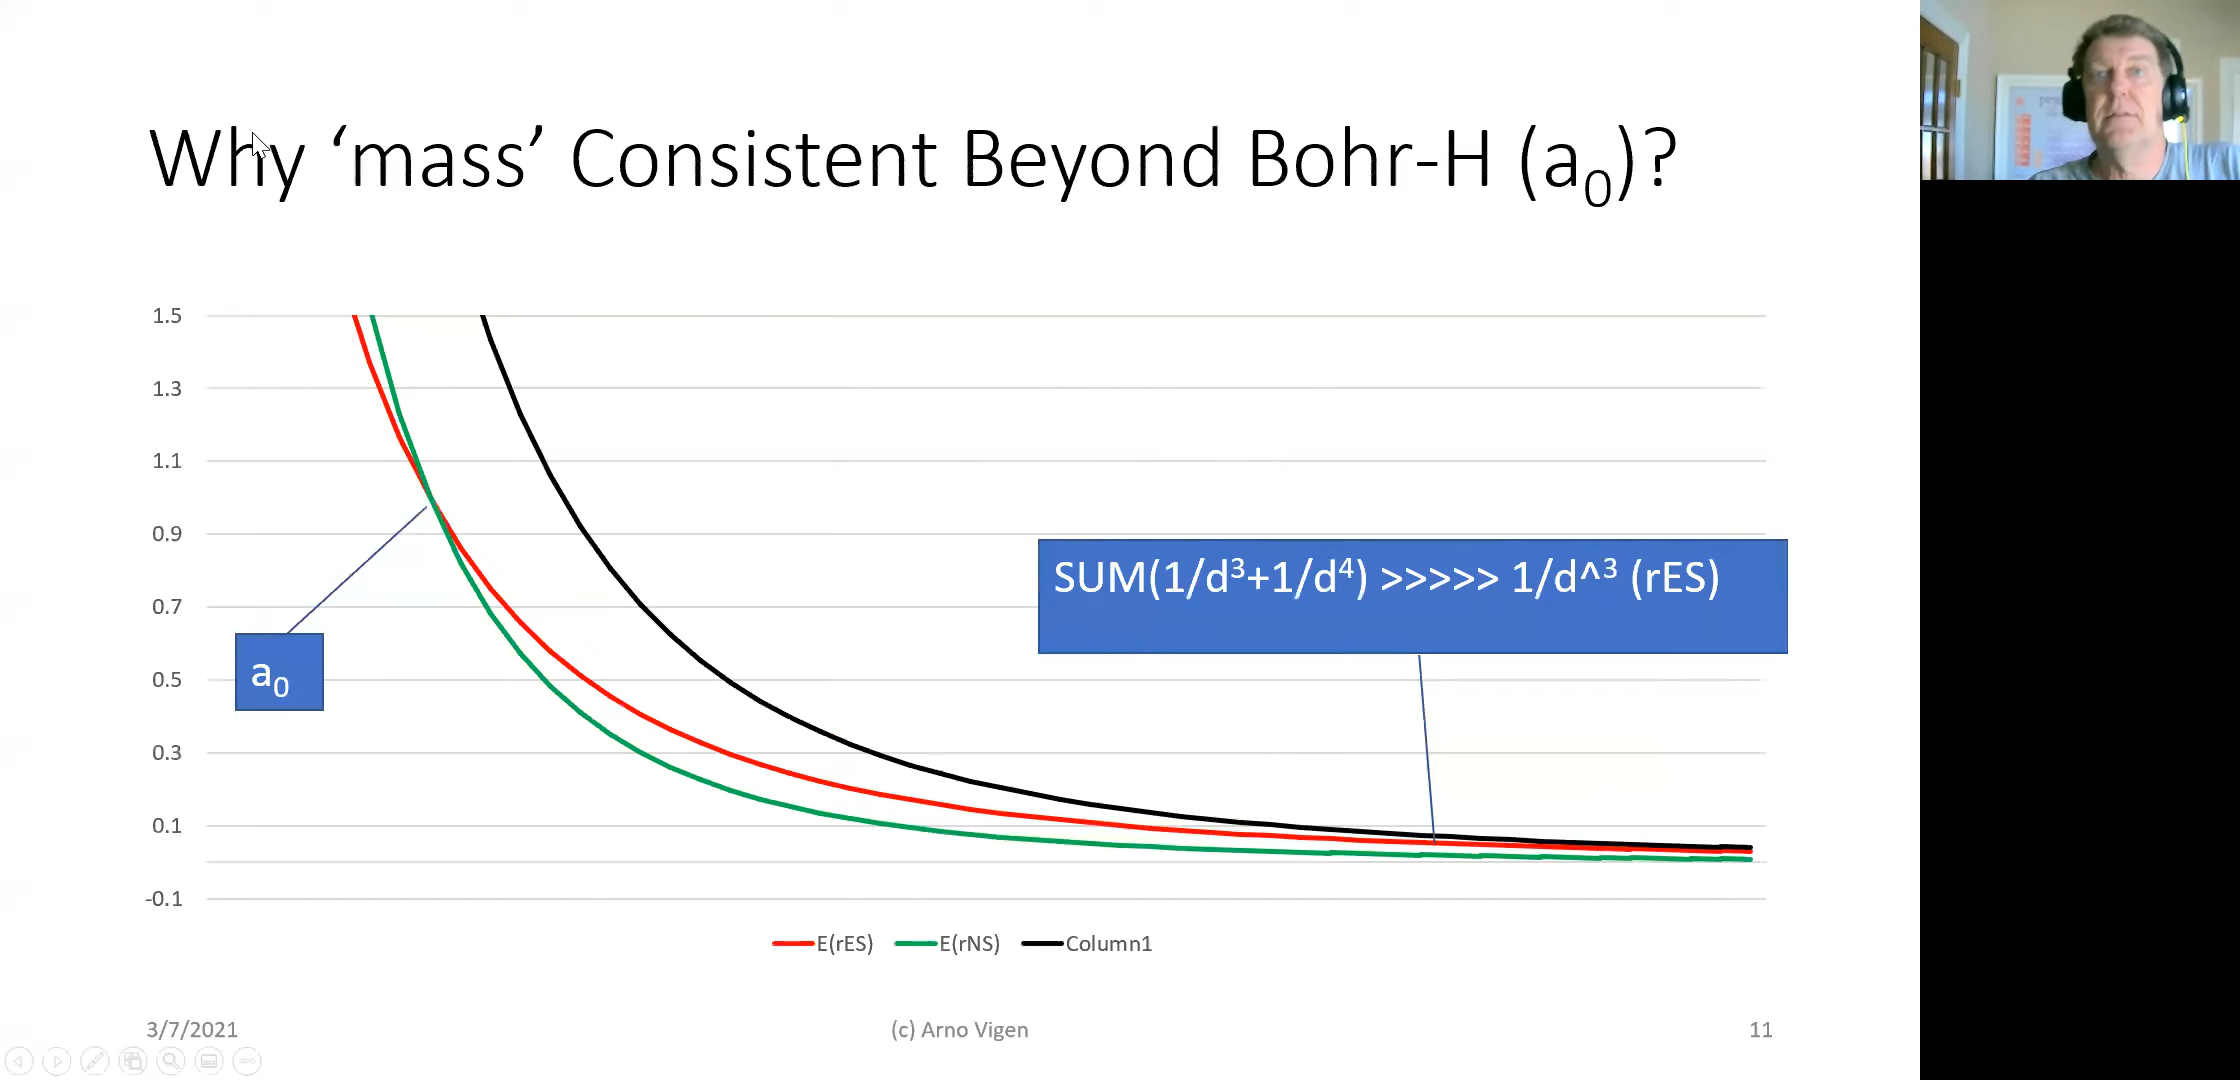 Why ‘mass’ Consistent Beyond Bohr-H (a₀)?
1.5
1.3
1.1
0.9
0.7
0.5
0.3
0.1
-0.1
a₀
SUM(1/d³+1/d⁴) >>>>> 1/d^³ (rES)
E(rES) E(rNS) Column1
3/7/2021 (c) Arno Vigen 11